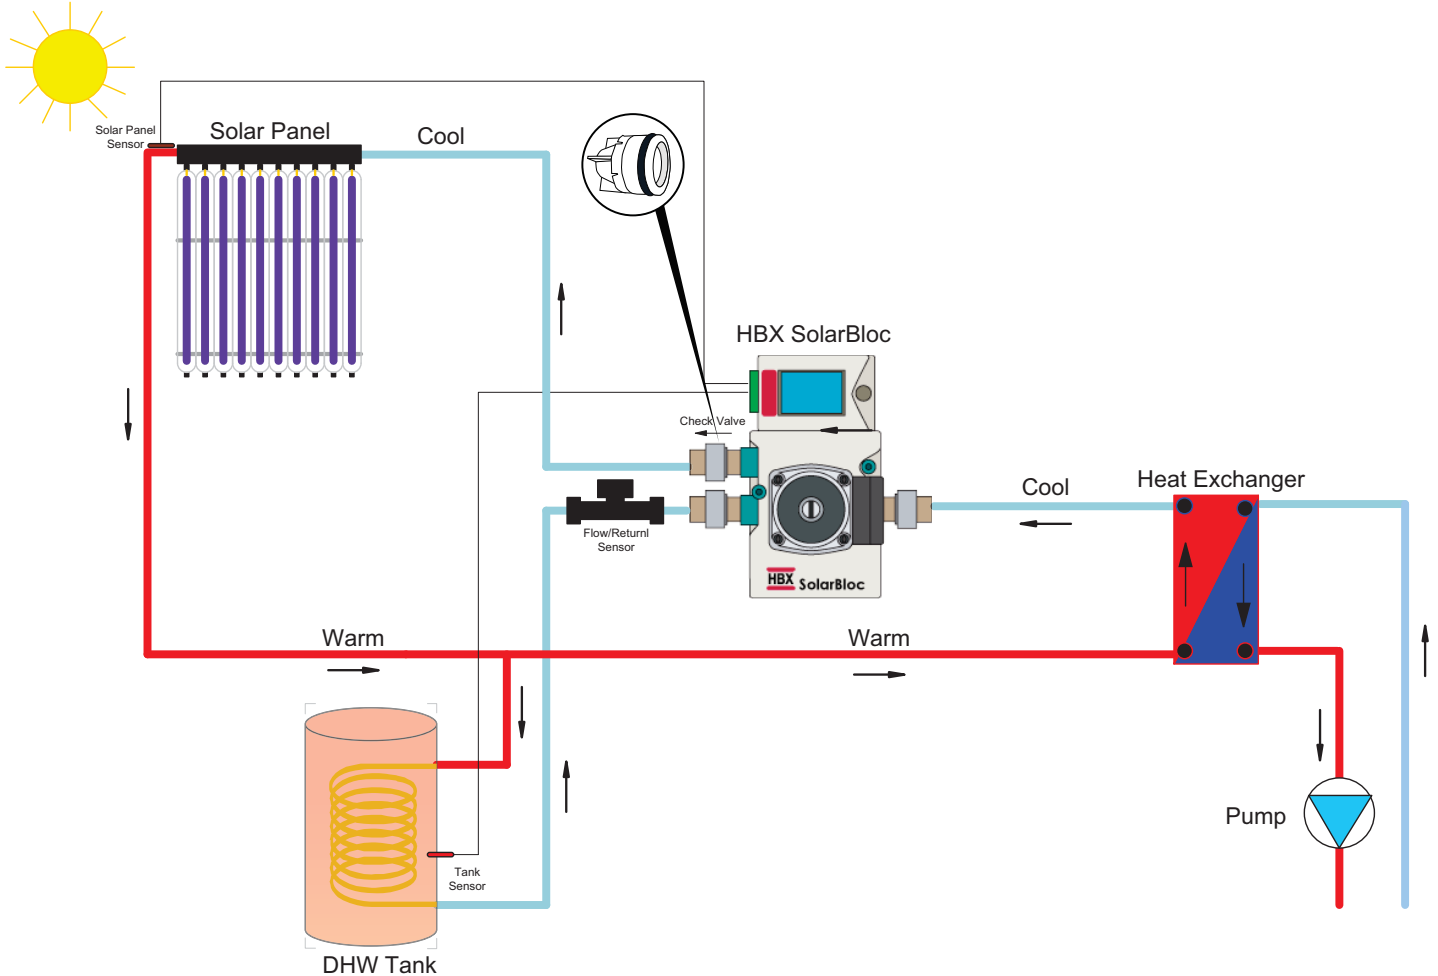 Solar Panel
Sensor
Solar Panel
Cool
HBX SolarBloc
Check Valve
Flow/Returnl
Sensor
Cool
Heat Exchanger
HBX SolarBloc
Warm
Warm
Pump
Tank
Sensor
DHW Tank